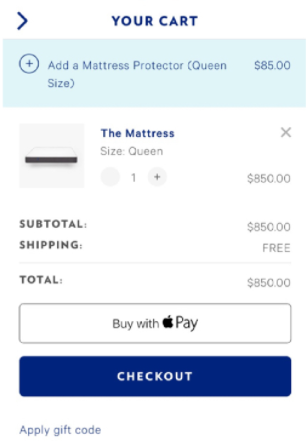 YOUR CART
Add a Mattress Protector (Queen $85.00
Size)
The Mattress
Size: Queen
1 + $850.00
SUBTOTAL: $850.00
SHIPPING: FREE
TOTAL: $850.00
Buy with Pay
CHECKOUT
Apply gift code